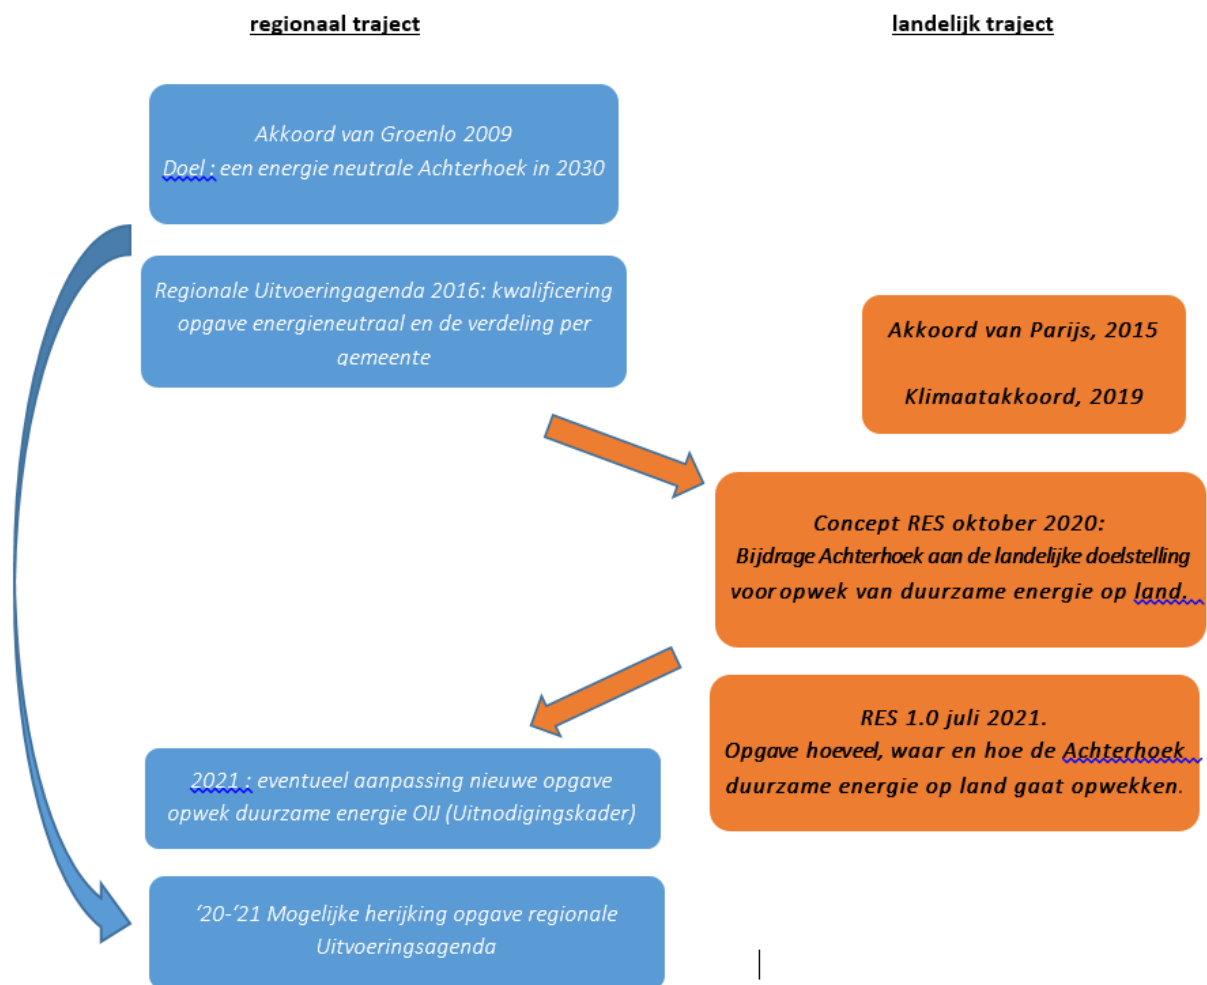 regionaal traject
landelijk traject
Akkoord van Groenlo 2009
Doel : een energie neutrale Achterhoek in 2030
Regionale Uitvoeringagenda 2016: kwalificering
opgave energieneutraal en de verdeling per
gemeente
Akkoord van Parijs, 2015
Klimaatakkoord, 2019
Concept RES oktober 2020:
Bijdrage Achterhoek aan de landelijke doelstelling
voor opwek van duurzame energie op land.
RES 1.0 juli 2021.
Opgave hoeveel, waar en hoe de Achterhoek
duurzame energie op land gaat opwekken.
2021 : eventueel aanpassing nieuwe opgave
opwek duurzame energie OIJ (Uitnodigingskader)
‘20-‘21 Mogelijke herijking opgave regionale
Uitvoeringsagenda